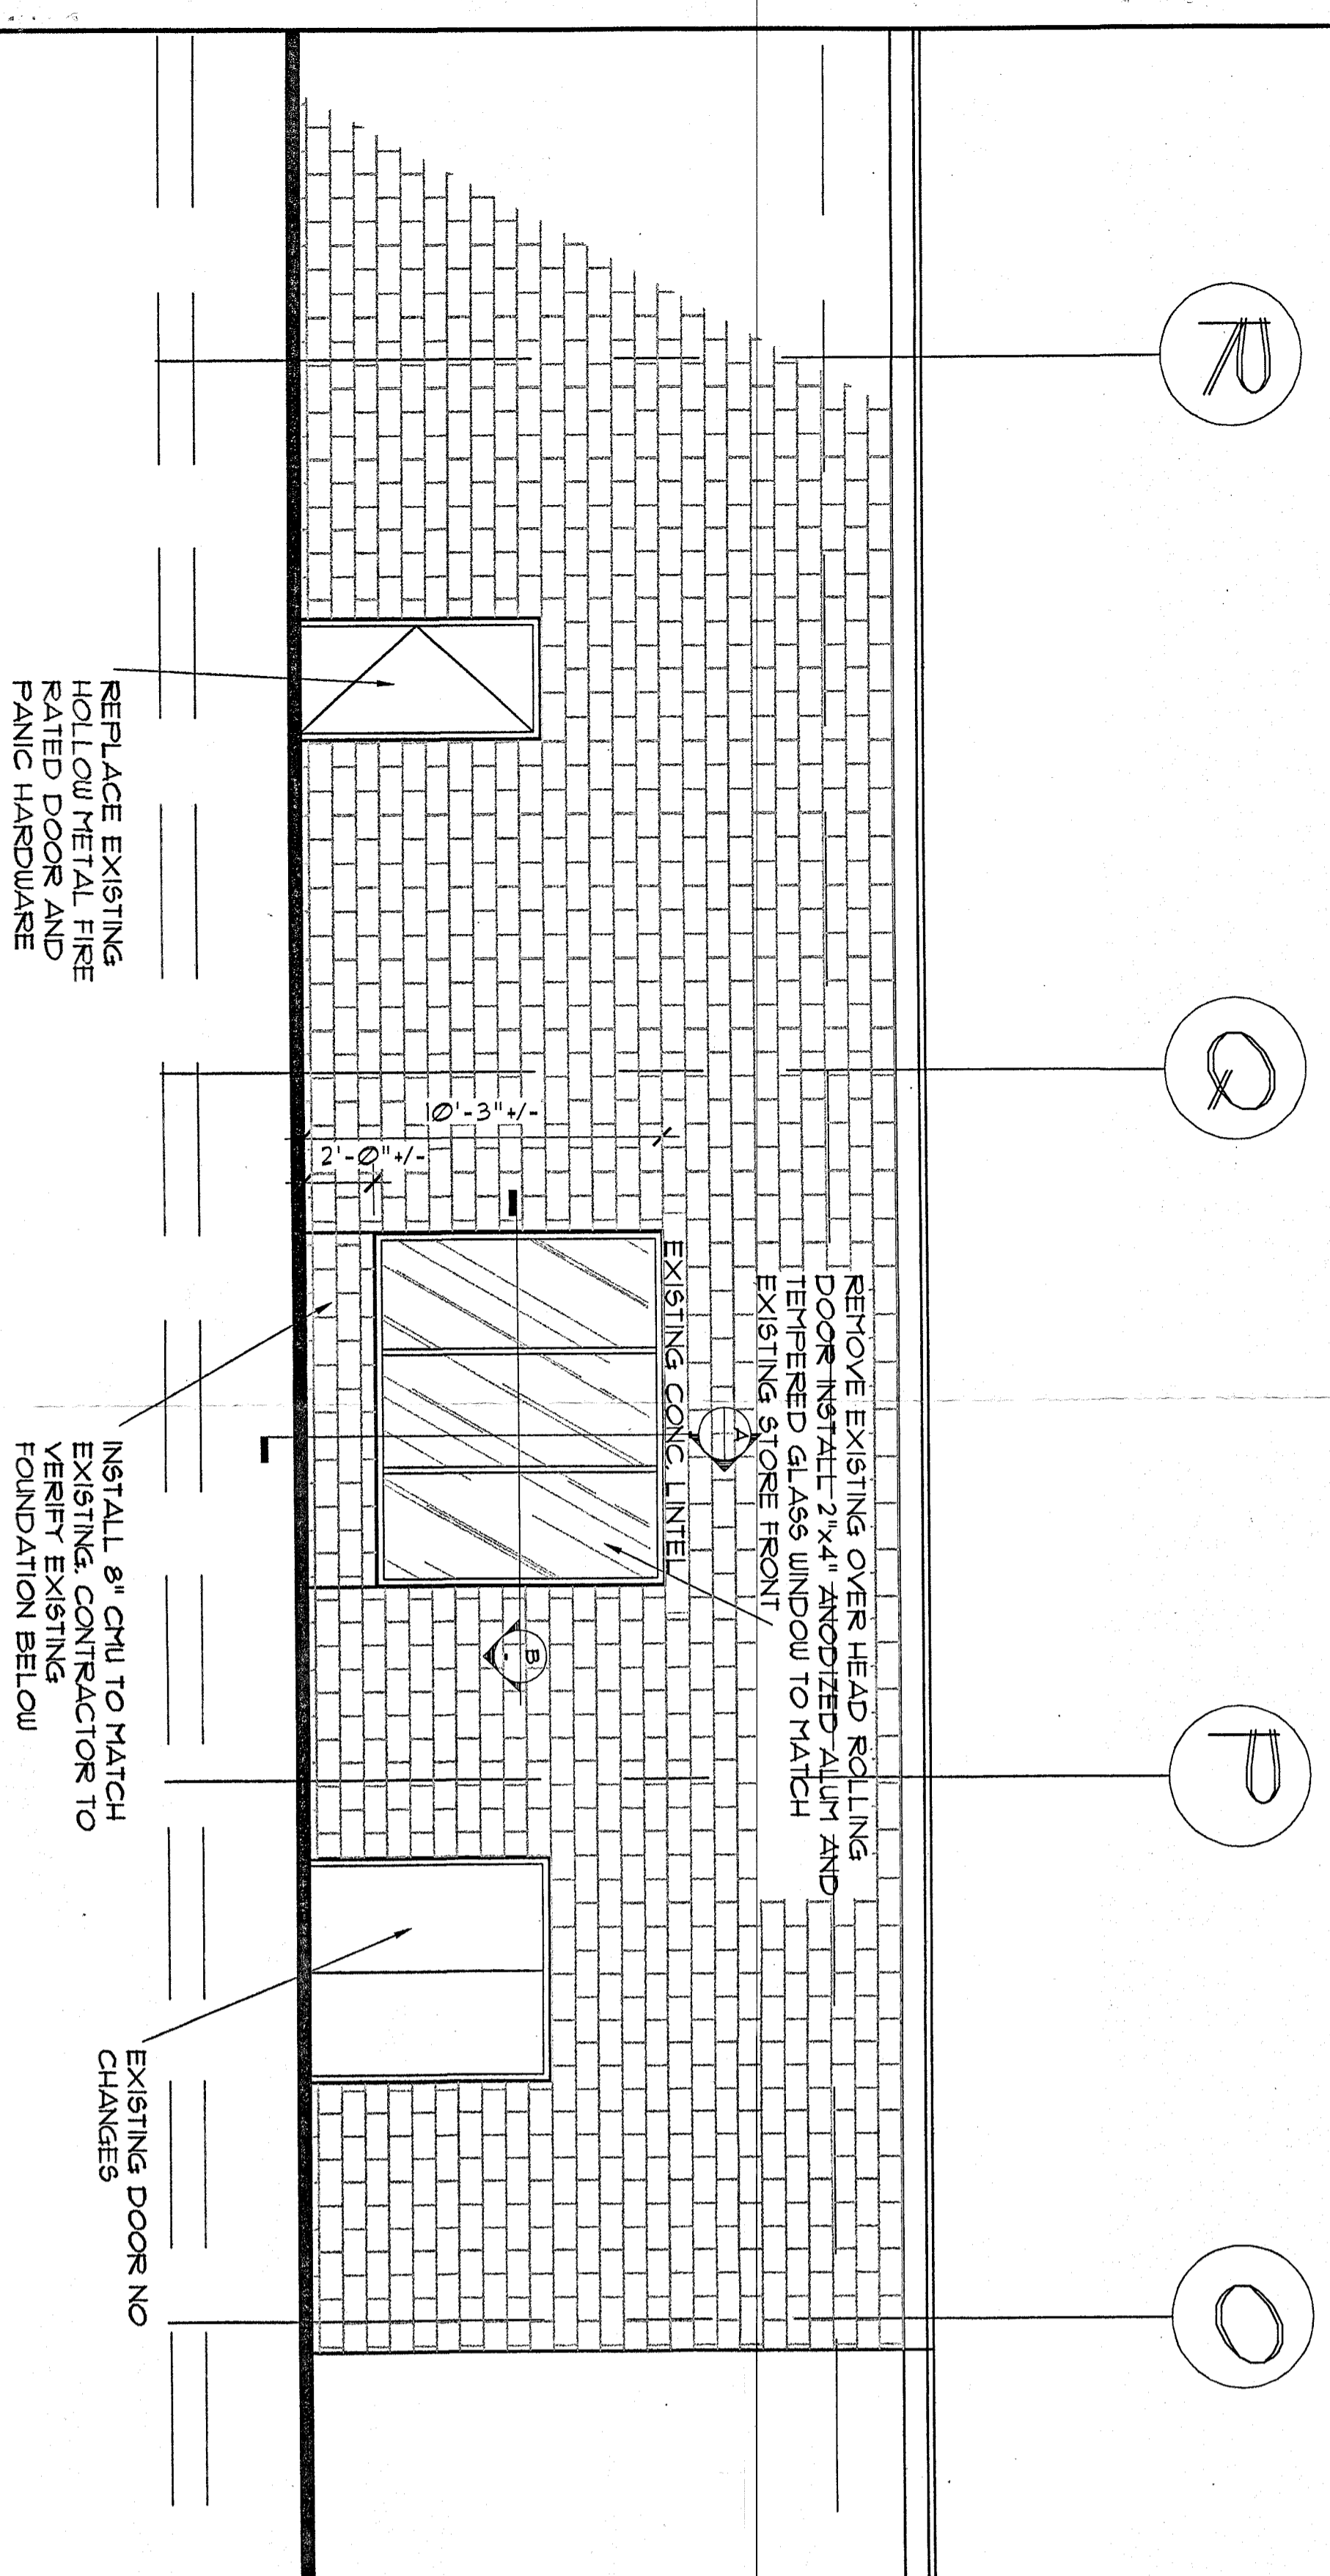 R
Q
P
O
REMOVE EXISTING OVER HEAD ROLLING
DOOR INSTALL 2"x4" ANODIZED ALUM AND
TEMPERED GLASS WINDOW TO MATCH
EXISTING STORE FRONT
A
EXISTING CONC. LINTEL
10'-3"+/-
2'-0"+/-
B
REPLACE EXISTING
HOLLOW METAL FIRE
RATED DOOR AND
PANIC HARDWARE
INSTALL 8" CMU TO MATCH
EXISTING. CONTRACTOR TO
VERIFY EXISTING
FOUNDATION BELOW
EXISTING DOOR NO
CHANGES